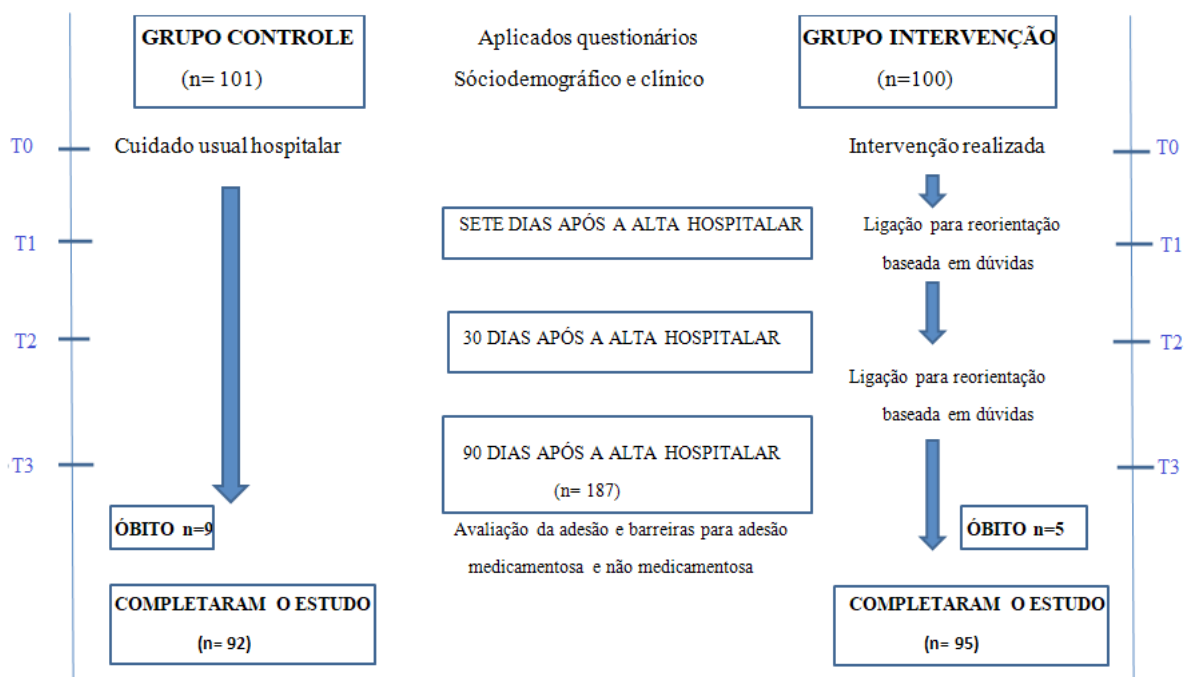 GRUPO CONTROLE
(n= 101)
Aplicados questionários
Sóciodemográfico e clínico
GRUPO INTERVENÇÃO
(n=100)
T0
Cuidado usual hospitalar
Intervenção realizada
T0
SETE DIAS APÓS A ALTA HOSPITALAR
Ligação para reorientação
baseada em dúvidas
T1
T1
T2
30 DIAS APÓS A ALTA HOSPITALAR
T2
Ligação para reorientação
baseada em dúvidas
T3
90 DIAS APÓS A ALTA HOSPITALAR
(n= 187)
T3
ÓBITO n=9
Avaliação da adesão e barreiras para adesão
medicamentosa e não medicamentosa
ÓBITO n=5
COMPLETARAM O ESTUDO
(n= 92)
COMPLETARAM O ESTUDO
(n= 95)